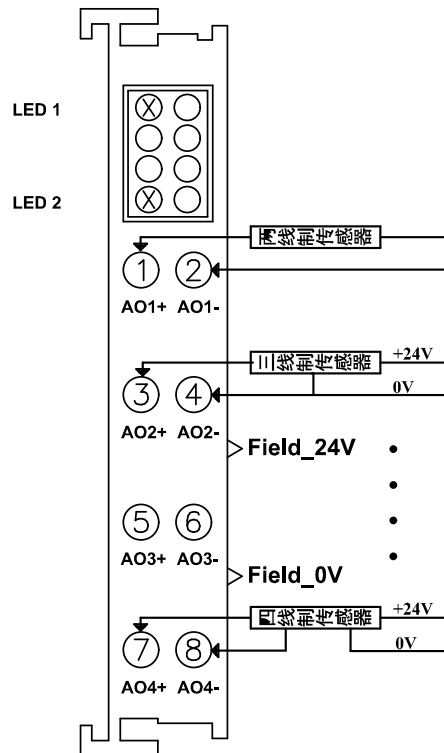 LED 1
LED 2
两线制传感器
① ②
AO1+ AO1-
三线制传感器
+24V
0V
③ ④
AO2+ AO2-
Field_24V
⑤ ⑥
AO3+ AO3-
Field_0V
四线制传感器
+24V
0V
⑦ ⑧
AO4+ AO4-